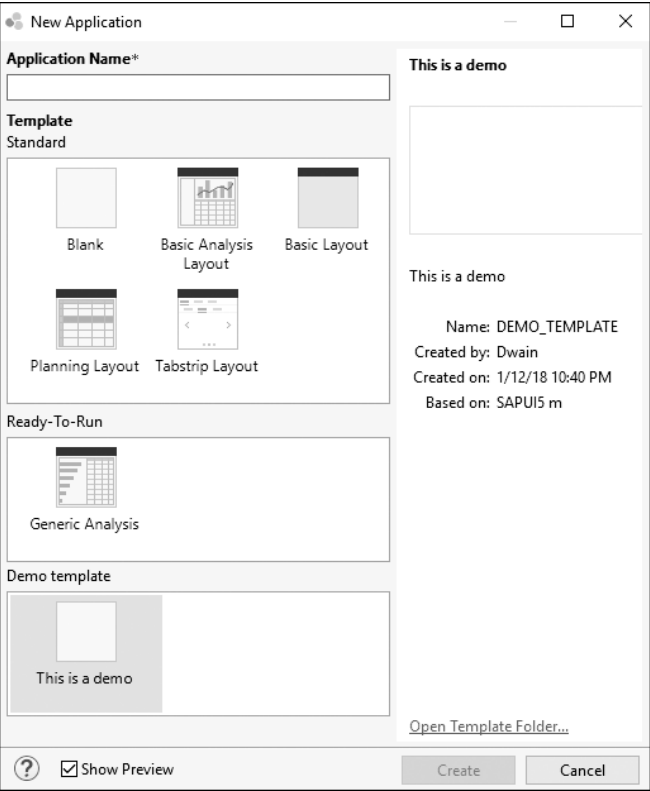 New Application
Application Name*
Template
Standard
Blank
Basic Analysis
Layout
Basic Layout
Planning Layout
Tabstrip Layout
Ready-To-Run
Generic Analysis
Demo template
This is a demo
This is a demo
This is a demo
Name: DEMO_TEMPLATE
Created by: Dwain
Created on: 1/12/18 10:40 PM
Based on: SAPUI5 m
Open Template Folder...
?
Show Preview
Create
Cancel